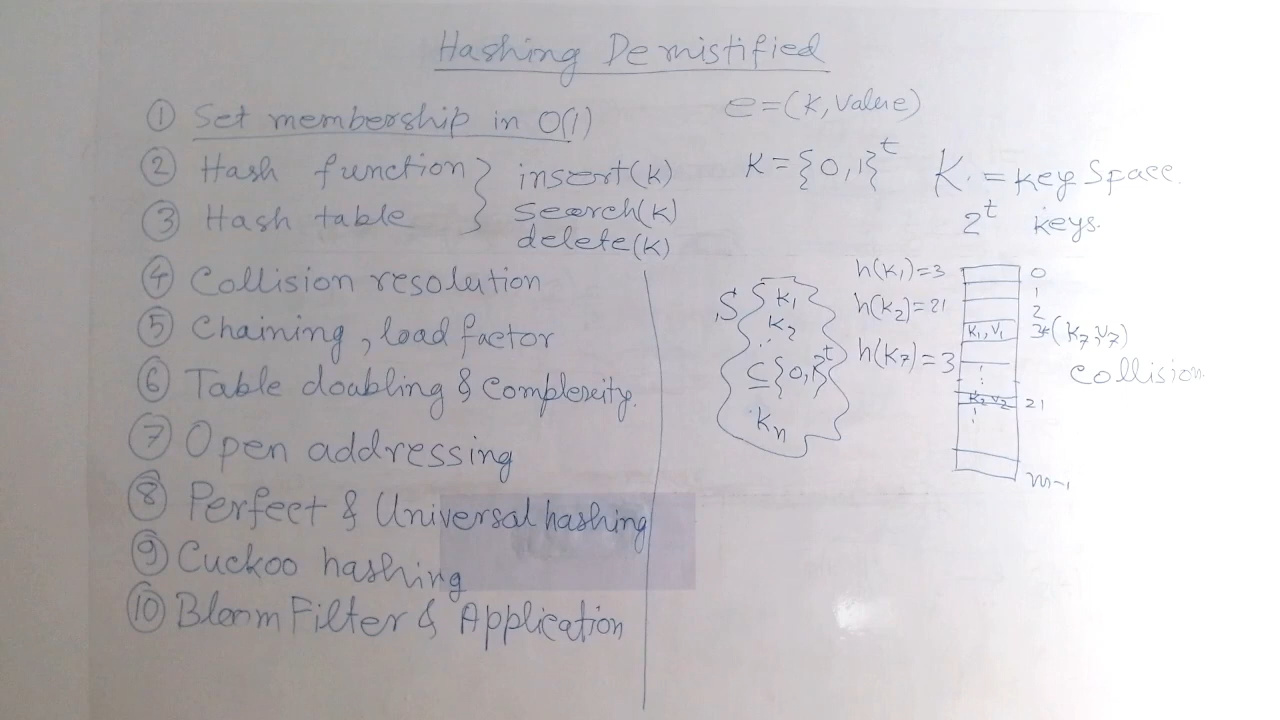 Hashing Demistified
① Set membership in O(1)
② Hash function } insert(k)
③ Hash table search(k)
delete(k)
④ Collision resolution
⑤ Chaining, load factor
⑥ Table doubling & Complexity.
⑦ Open addressing
⑧ Perfect & Universal hashing
⑨ Cuckoo hashing
⑩ Bloom Filter & Application
e=(k, value)
K={0,1}^t
K = key Space.
2^t keys.
S
k₁
k₂
⊆{0,1}^t
kₙ
h(k₁)=3
h(k₂)=21
h(k₇)=3
0
1
2
k₁,v₁ 3*(k₇,v₇)
Collision
k₂ v₂ 21
m-1